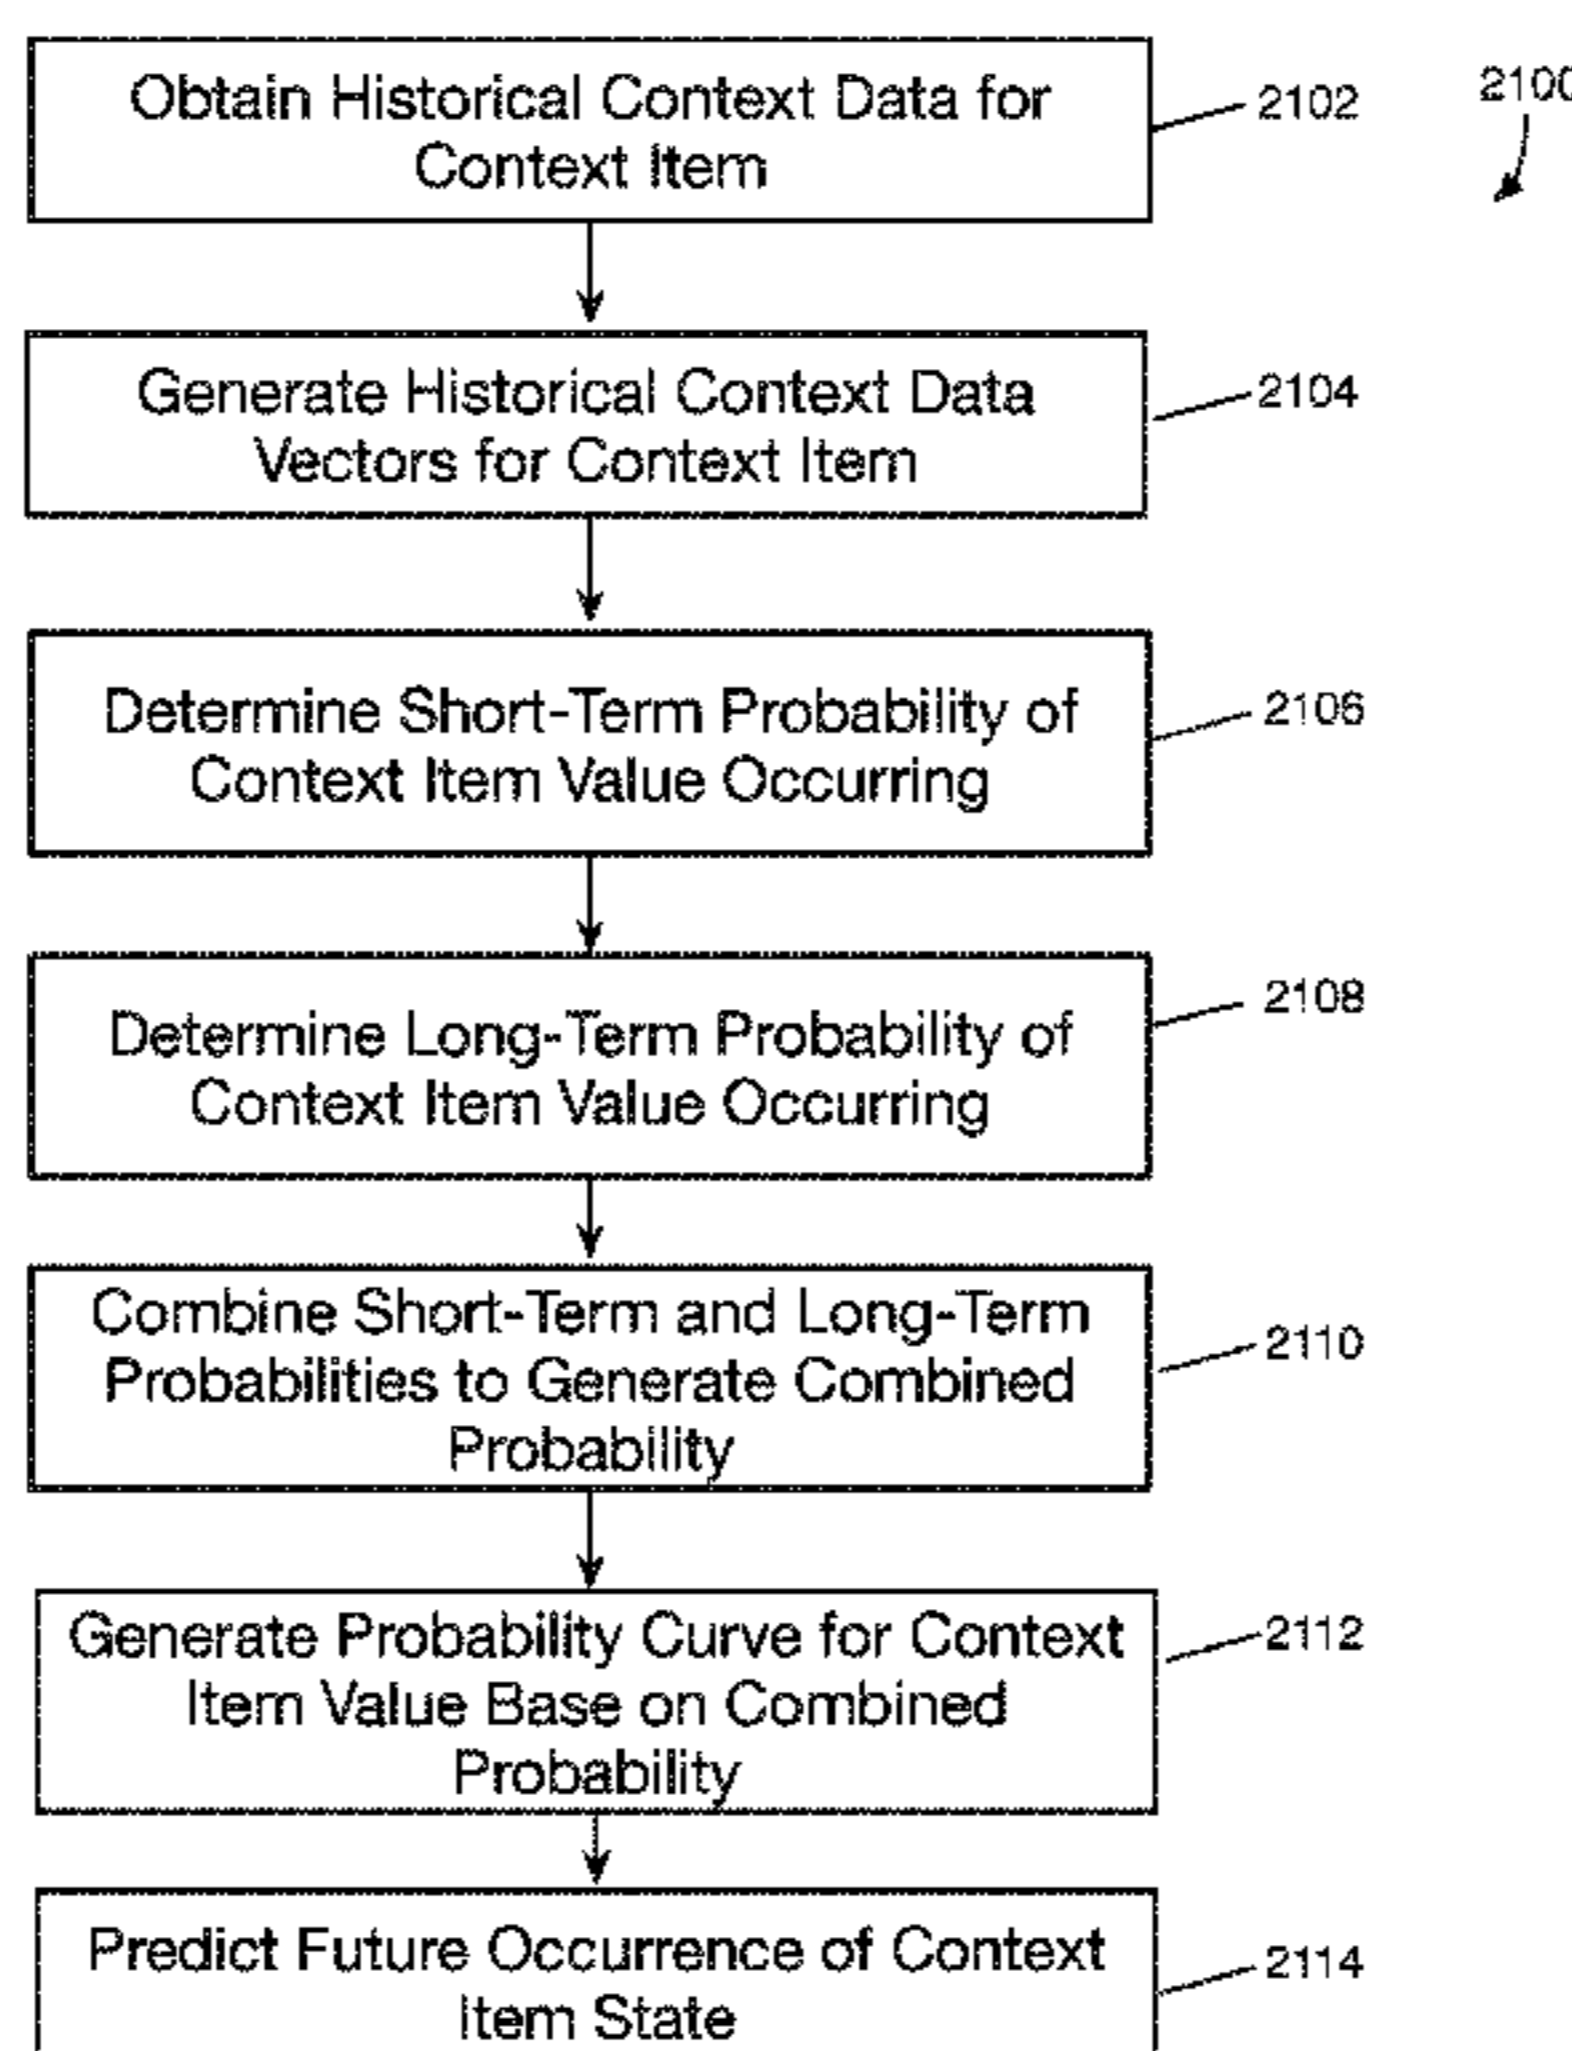 Obtain Historical Context Data for
Context Item
2102
2100
Generate Historical Context Data
Vectors for Context Item
2104
Determine Short-Term Probability of
Context Item Value Occurring
2106
Determine Long-Term Probability of
Context Item Value Occurring
2108
Combine Short-Term and Long-Term
Probabilities to Generate Combined
Probability
2110
Generate Probability Curve for Context
Item Value Base on Combined
Probability
2112
Predict Future Occurrence of Context
Item State
2114